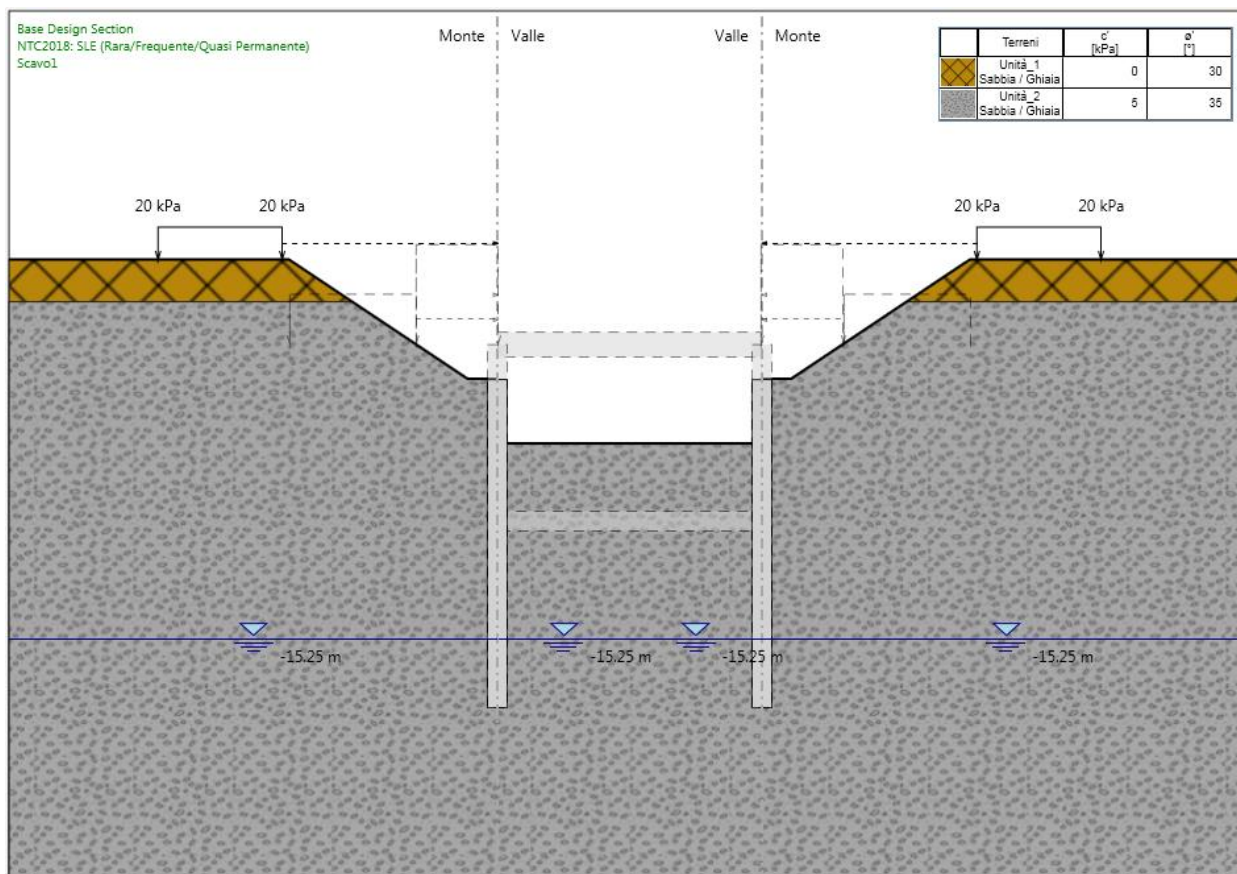 Base Design Section
NTC2018: SLE (Rara/Frequente/Quasi Permanente)
Scavo1
Monte Valle Valle Monte
Terreni c' [kPa] ø' [°]
Unità_1 Sabbia / Ghiaia 0 30
Unità_2 Sabbia / Ghiaia 5 35
20 kPa 20 kPa 20 kPa 20 kPa
-15.25 m -15.25 m -15.25 m -15.25 m